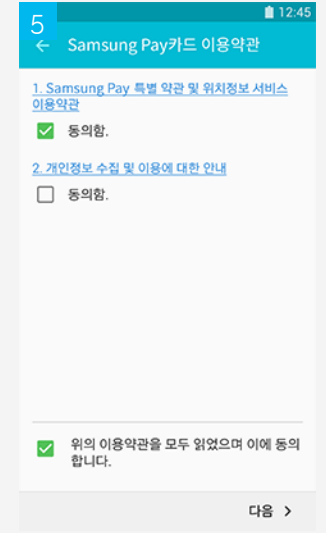 5
12:45
Samsung Pay카드 이용약관
1. Samsung Pay 특별 약관 및 위치정보 서비스
이용약관
동의함.
2. 개인정보 수집 및 이용에 대한 안내
동의함.
위의 이용약관을 모두 읽었으며 이에 동의
합니다.
다음